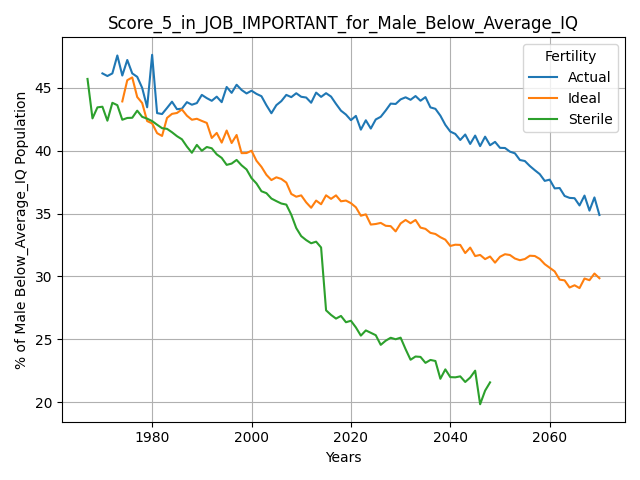 Score_5_in_JOB_IMPORTANT_for_Male_Below_Average_IQ
Fertility
Actual
Ideal
Sterile
% of Male Below_Average_IQ Population
45
40
35
30
25
20
1980 2000 2020 2040 2060
Years